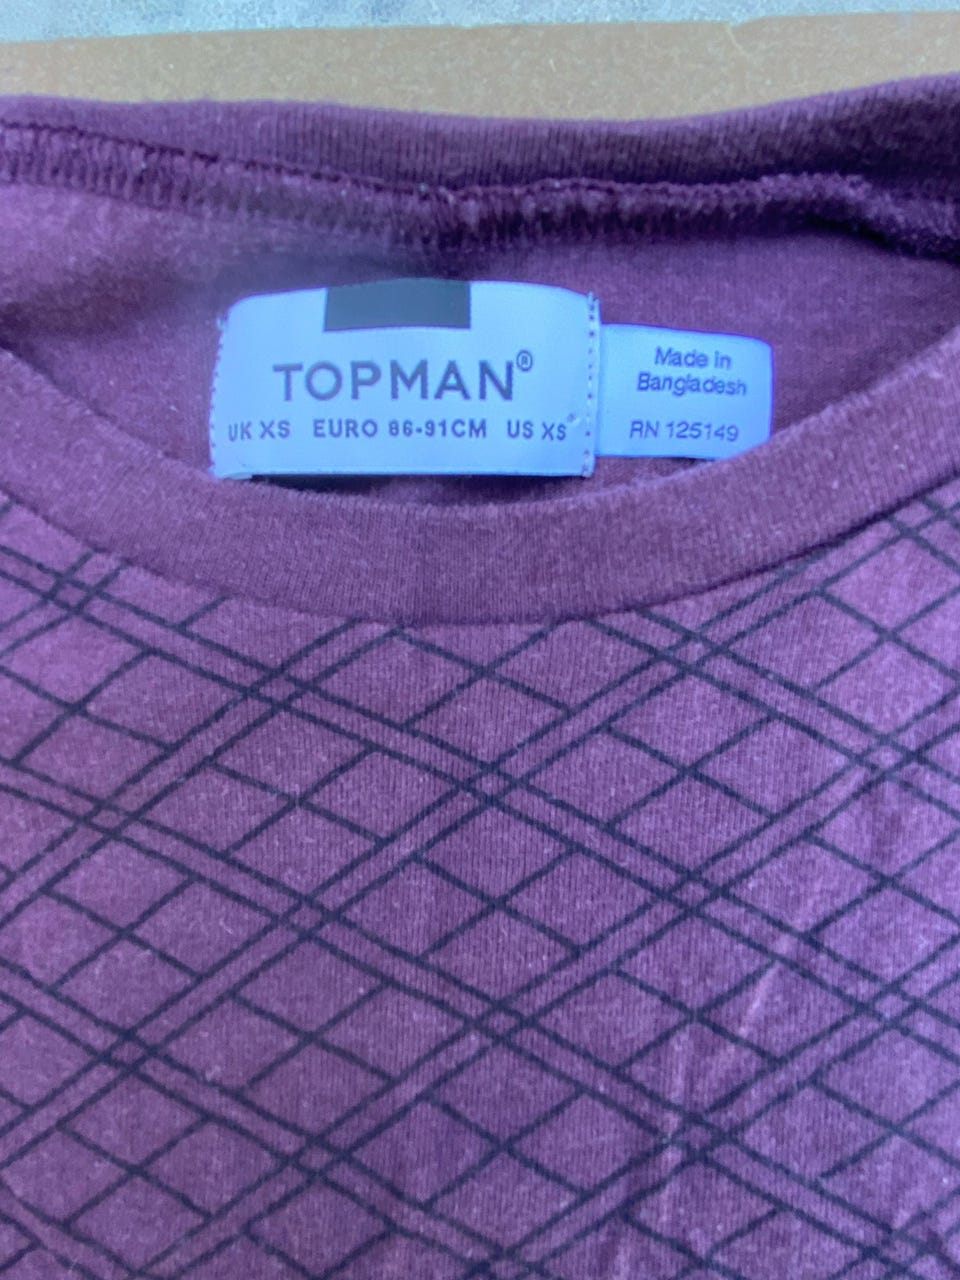 TOPMAN®
UK XS EURO 86-91CM US XS
Made in
Bangladesh
RN 125149